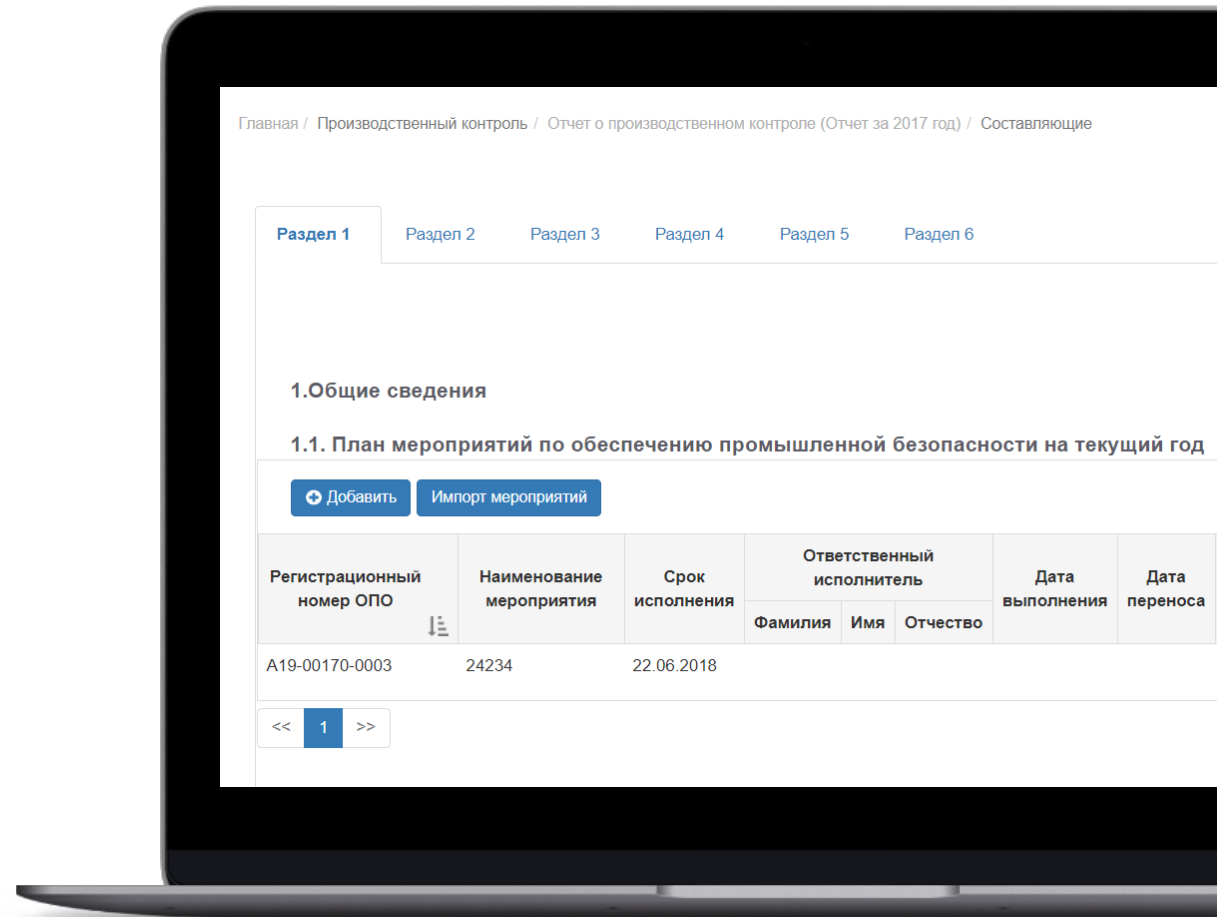 Главная / Производственный контроль / Отчет о производственном контроле (Отчет за 2017 год) / Составляющие
Раздел 1 Раздел 2 Раздел 3 Раздел 4 Раздел 5 Раздел 6
1.Общие сведения
1.1. План мероприятий по обеспечению промышленной безопасности на текущий год
Добавить Импорт мероприятий
Регистрационный номер ОПО
Наименование мероприятия
Срок исполнения
Ответственный исполнитель
Фамилия Имя Отчество
Дата выполнения
Дата переноса
А19-00170-0003 24234 22.06.2018
<< 1 >>